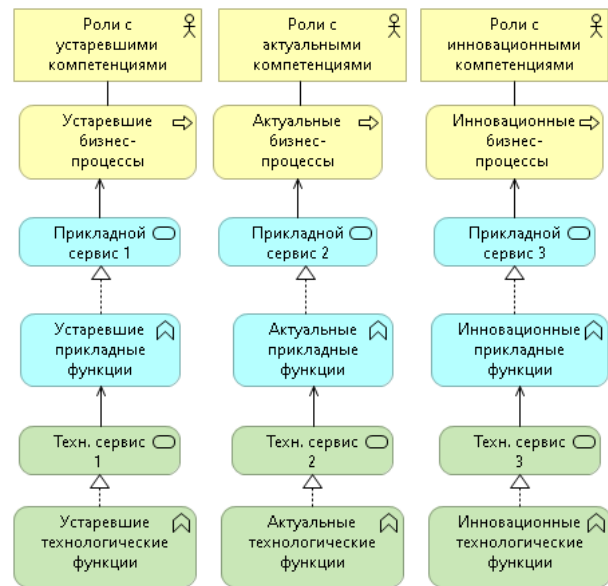 Роли с
устаревшими
компетенциями
Роли с
актуальными
компетенциями
Роли с
инновационными
компетенциями
Устаревшие
бизнес-
процессы
Актуальные
бизнес-
процессы
Инновационные
бизнес-
процессы
Прикладной
сервис 1
Прикладной
сервис 2
Прикладной
сервис 3
Устаревшие
прикладные
функции
Актуальные
прикладные
функции
Инновационные
прикладные
функции
Техн. сервис
1
Техн. сервис
2
Техн. сервис
3
Устаревшие
технологические
функции
Актуальные
технологические
функции
Инновационные
технологические
функции